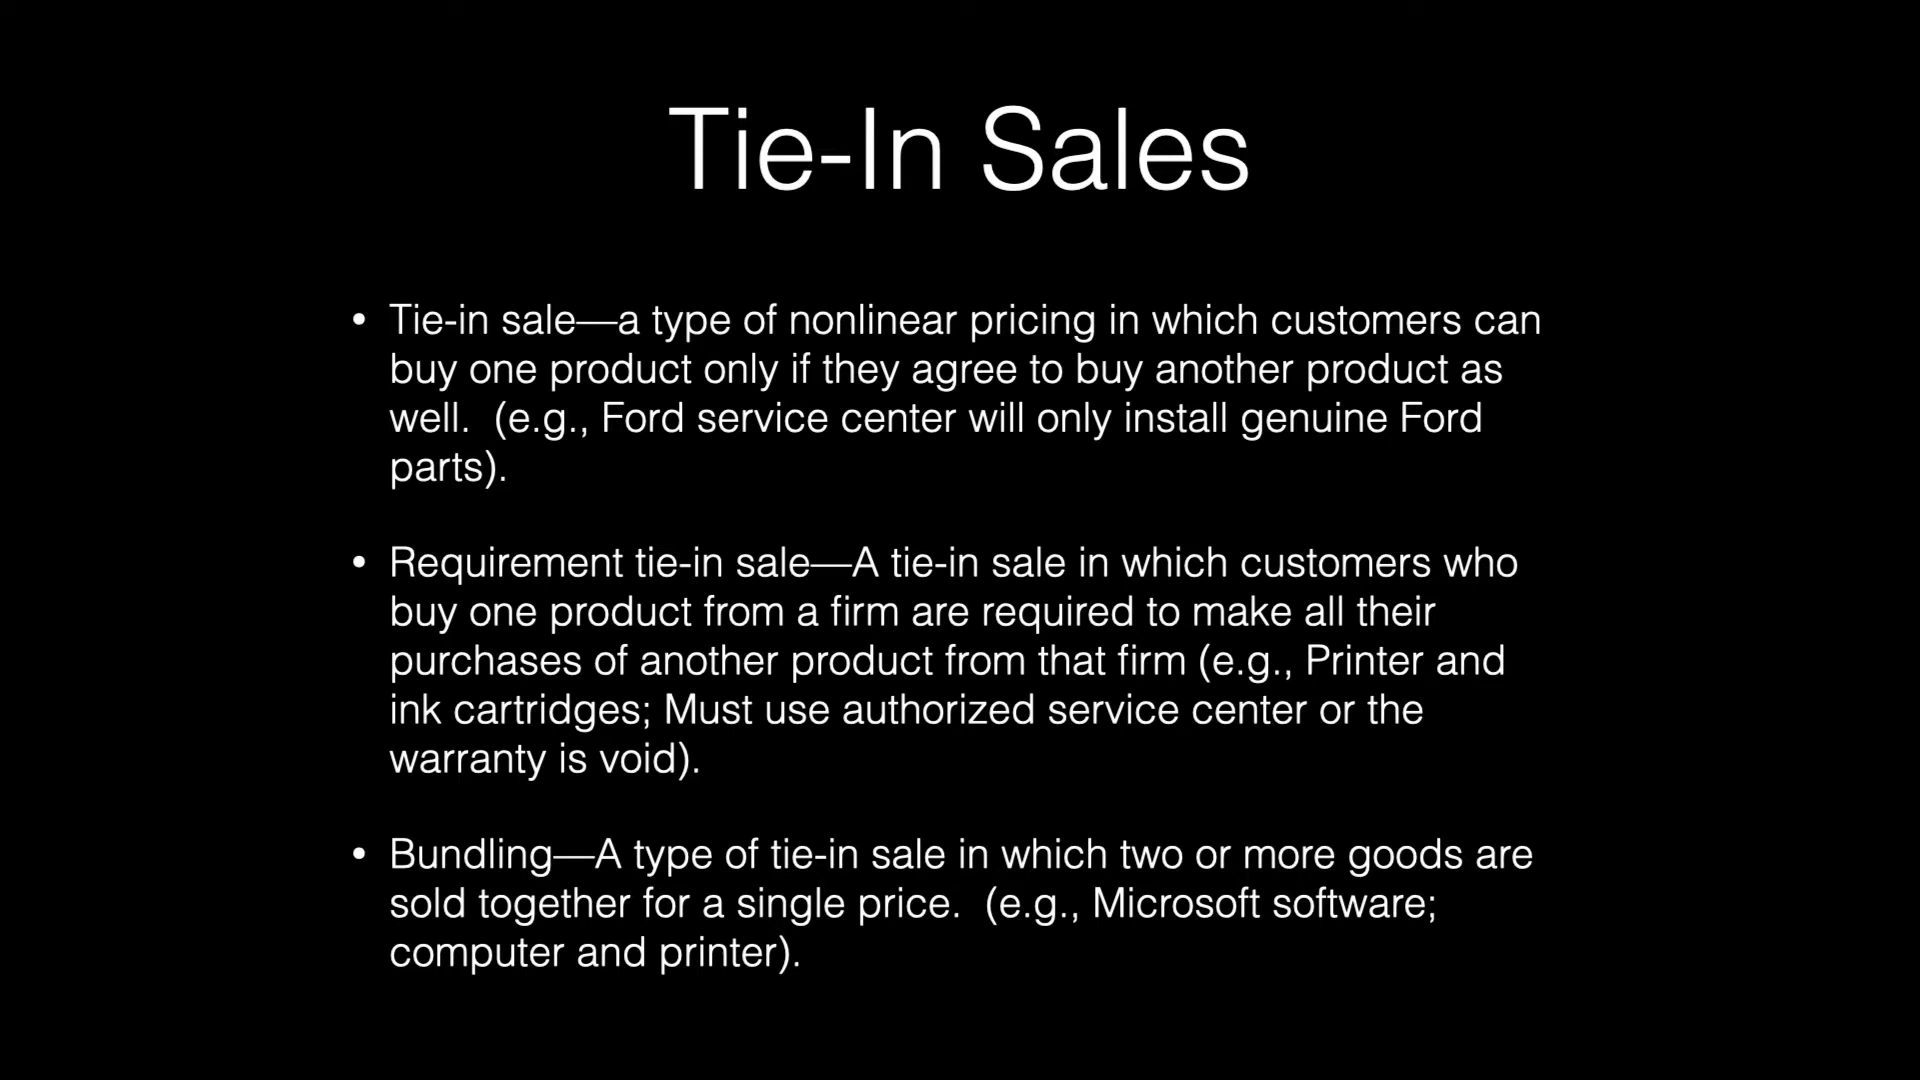 Tie-In Sales
• Tie-in sale—a type of nonlinear pricing in which customers can
buy one product only if they agree to buy another product as
well.  (e.g., Ford service center will only install genuine Ford
parts).
• Requirement tie-in sale—A tie-in sale in which customers who
buy one product from a firm are required to make all their
purchases of another product from that firm (e.g., Printer and
ink cartridges; Must use authorized service center or the
warranty is void).
• Bundling—A type of tie-in sale in which two or more goods are
sold together for a single price.  (e.g., Microsoft software;
computer and printer).